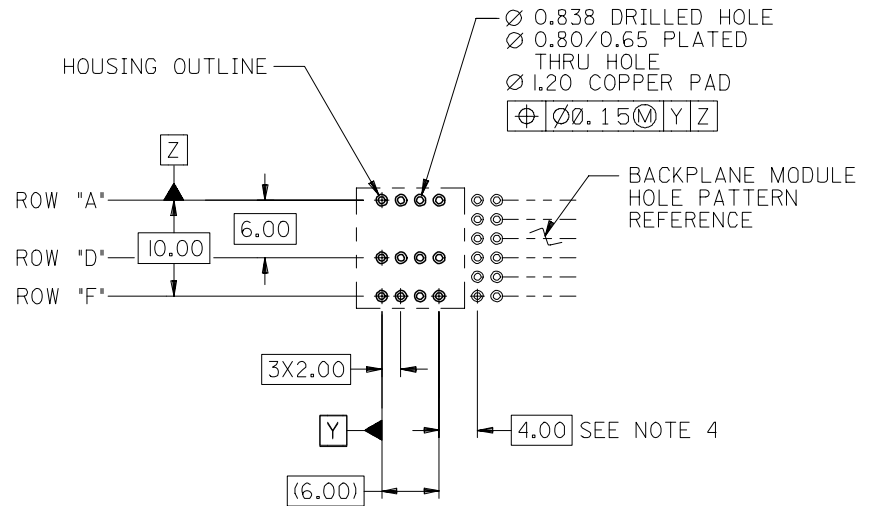 Ø 0.838 DRILLED HOLE
Ø 0.80/0.65 PLATED
THRU HOLE
Ø 1.20 COPPER PAD
⌖ Ø0.15Ⓜ Y Z
HOUSING OUTLINE
Z
BACKPLANE MODULE
HOLE PATTERN
REFERENCE
ROW "A"
6.00
10.00
ROW "D"
ROW "F"
3X2.00
Y
4.00 SEE NOTE 4
(6.00)